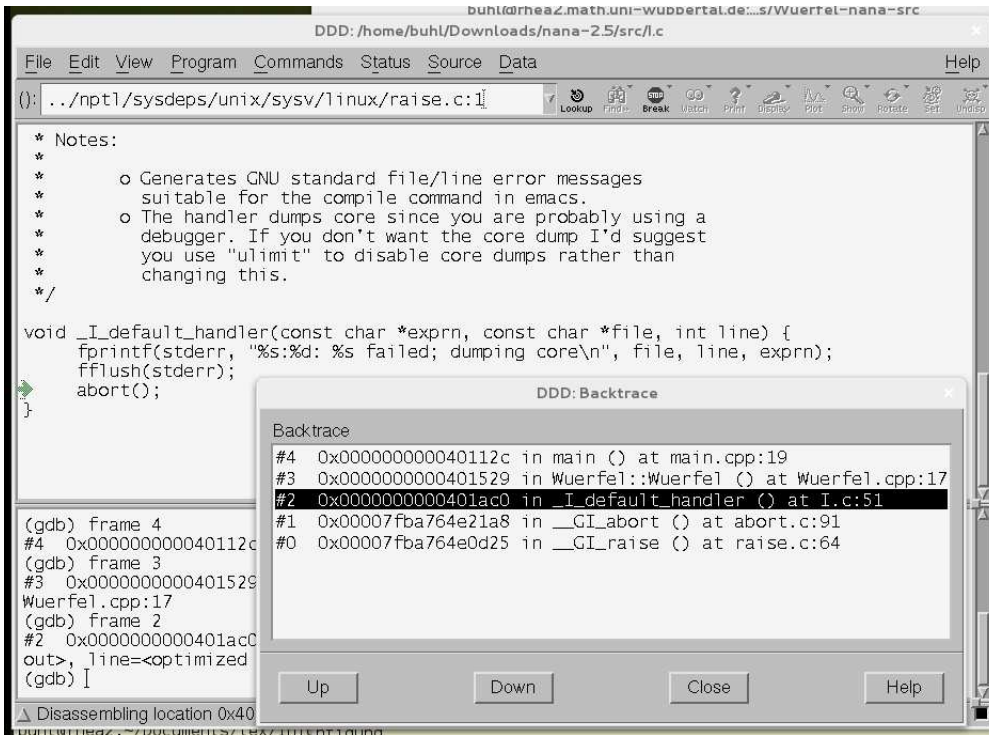 buhl@rhea2.math.uni-wuppertal.de:...s/Wuerfel-nana-src
DDD: /home/buhl/Downloads/nana-2.5/src/I.c
File Edit View Program Commands Status Source Data Help
(): ../nptl/sysdeps/unix/sysv/linux/raise.c:1
Lookup Find» Break Watch Print Display Plot Show Rotate Set Undisp
* Notes:
*
* o Generates GNU standard file/line error messages
* suitable for the compile command in emacs.
* o The handler dumps core since you are probably using a
* debugger. If you don't want the core dump I'd suggest
* you use "ulimit" to disable core dumps rather than
* changing this.
*/
void _I_default_handler(const char *exprn, const char *file, int line) {
fprintf(stderr, "%s:%d: %s failed; dumping core\n", file, line, exprn);
fflush(stderr);
abort();
}
DDD: Backtrace
Backtrace
#4 0x000000000040112c in main () at main.cpp:19
#3 0x0000000000401529 in Wuerfel::Wuerfel () at Wuerfel.cpp:17
#2 0x0000000000401ac0 in _I_default_handler () at I.c:51
#1 0x00007fba764e21a8 in __GI_abort () at abort.c:91
#0 0x00007fba764e0d25 in __GI_raise () at raise.c:64
Up Down Close Help
(gdb) frame 4
#4 0x000000000040112c
(gdb) frame 3
#3 0x0000000000401529
Wuerfel.cpp:17
(gdb) frame 2
#2 0x0000000000401ac0
out>, line=<optimized
(gdb)
Disassembling location 0x40